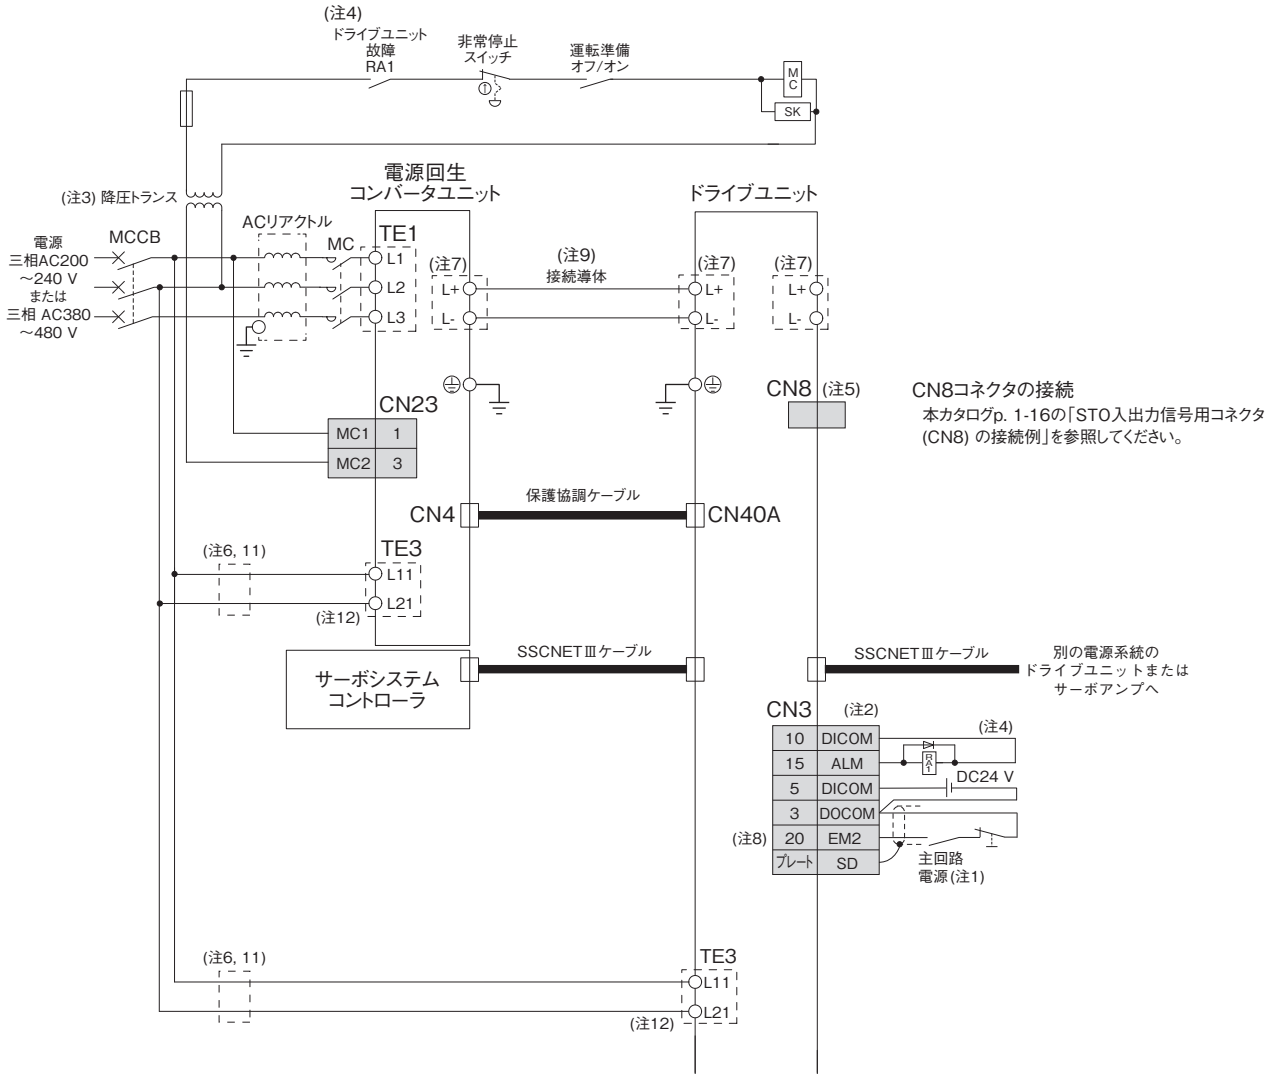 (注4)
ドライブユニット
故障
RA1
非常停止
スイッチ
運転準備
オフ/オン
MC
SK
(注3) 降圧トランス
電源回生
コンバータユニット
ドライブユニット
ACリアクトル
電源
三相AC200
～240 V
または
三相 AC380
～480 V
MCCB
MC
TE1
L1
L2
L3
(注7)
L+
L-
(注9)
接続導体
(注7)
L+
L-
(注7)
L+
L-
CN23
MC1 1
MC2 3
CN8 (注5)
CN8コネクタの接続
本カタログp. 1-16の「STO入出力信号用コネクタ
(CN8) の接続例」を参照してください。
CN4
保護協調ケーブル
CN40A
(注6, 11)
TE3
L11
L21
(注12)
サーボシステム
コントローラ
SSCNETⅢケーブル
SSCNETⅢケーブル
別の電源系統の
ドライブユニットまたは
サーボアンプへ
CN3 (注2)
10 DICOM
15 ALM
5 DICOM
3 DOCOM
20 EM2
プレート SD
(注8)
(注4)
RA1
DC24 V
主回路
電源(注1)
(注6, 11)
TE3
L11
L21
(注12)